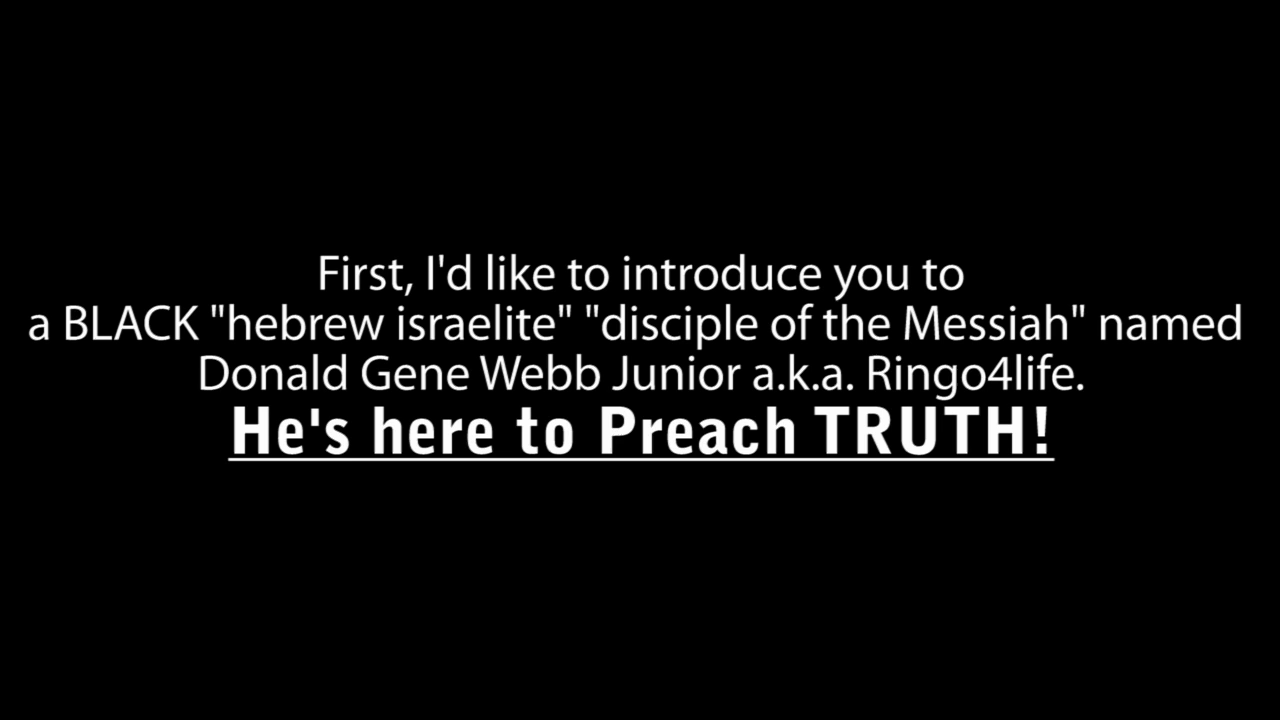 First, I'd like to introduce you to
a BLACK "hebrew israelite" "disciple of the Messiah" named
Donald Gene Webb Junior a.k.a. Ringo4life.
He's here to Preach TRUTH!